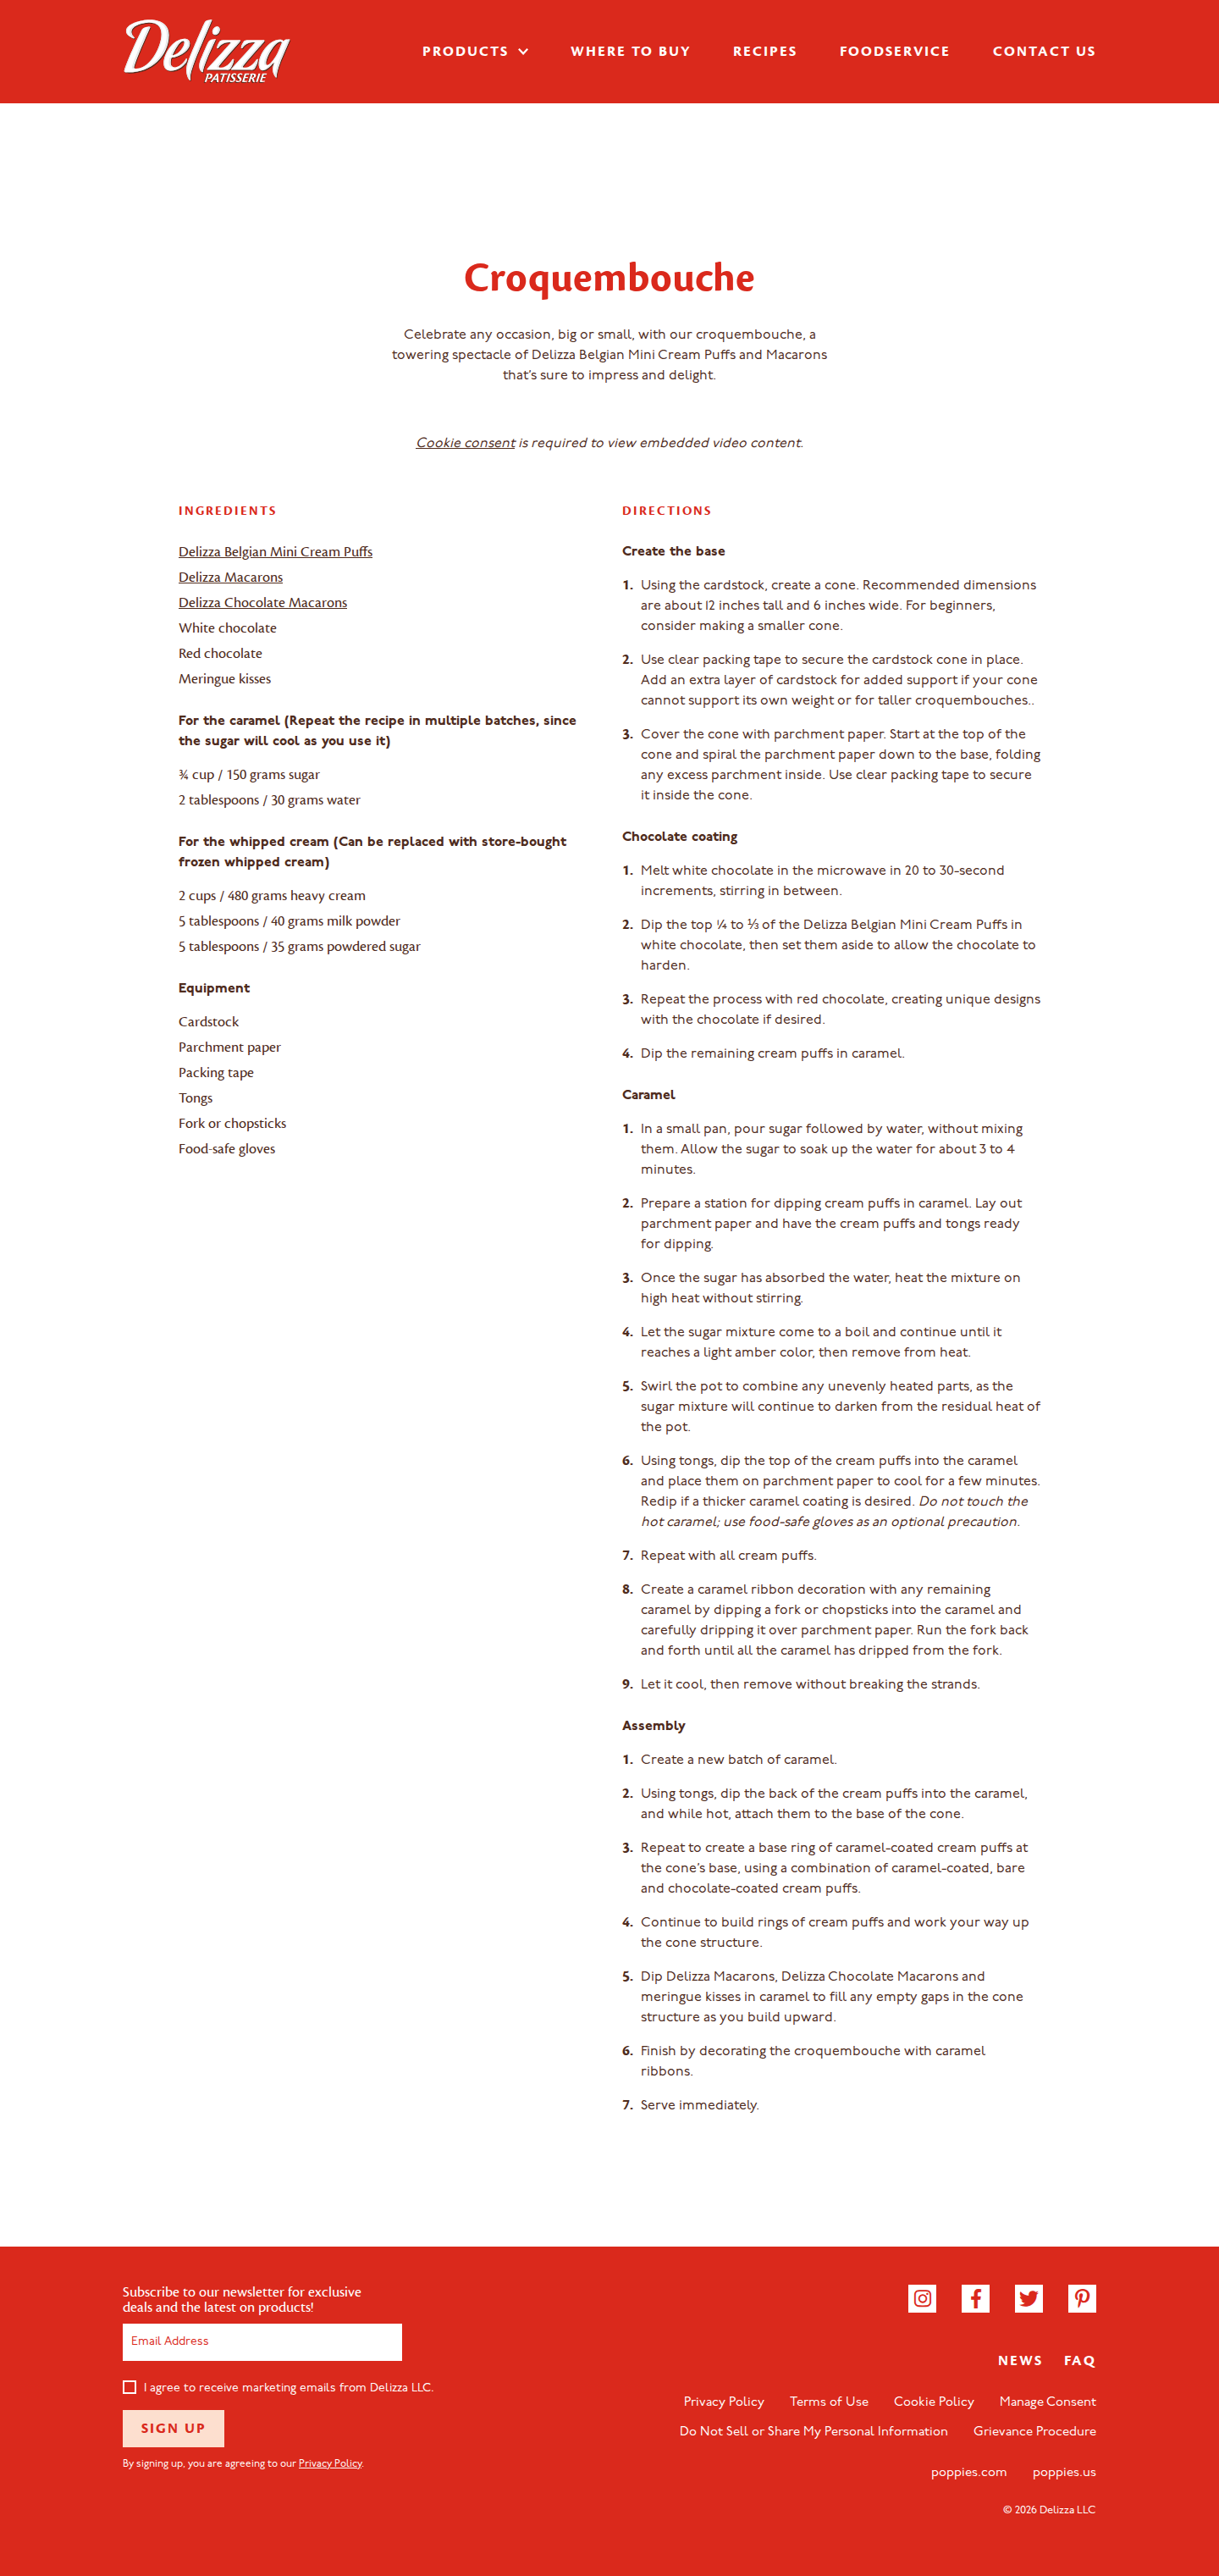 Delizza
PATISSERIE
PRODUCTS
WHERE TO BUY
RECIPES
FOODSERVICE
CONTACT US
Croquembouche
Celebrate any occasion, big or small, with our croquembouche, a
towering spectacle of Delizza Belgian Mini Cream Puffs and Macarons
that's sure to impress and delight.
Cookie consent is required to view embedded video content.
INGREDIENTS
Delizza Belgian Mini Cream Puffs
Delizza Macarons
Delizza Chocolate Macarons
White chocolate
Red chocolate
Meringue kisses
For the caramel (Repeat the recipe in multiple batches, since
the sugar will cool as you use it)
¾ cup / 150 grams sugar
2 tablespoons / 30 grams water
For the whipped cream (Can be replaced with store-bought
frozen whipped cream)
2 cups / 480 grams heavy cream
5 tablespoons / 40 grams milk powder
5 tablespoons / 35 grams powdered sugar
Equipment
Cardstock
Parchment paper
Packing tape
Tongs
Fork or chopsticks
Food-safe gloves
DIRECTIONS
Create the base
1. Using the cardstock, create a cone. Recommended dimensions
are about 12 inches tall and 6 inches wide. For beginners,
consider making a smaller cone.
2. Use clear packing tape to secure the cardstock cone in place.
Add an extra layer of cardstock for added support if your cone
cannot support its own weight or for taller croquembouches..
3. Cover the cone with parchment paper. Start at the top of the
cone and spiral the parchment paper down to the base, folding
any excess parchment inside. Use clear packing tape to secure
it inside the cone.
Chocolate coating
1. Melt white chocolate in the microwave in 20 to 30-second
increments, stirring in between.
2. Dip the top ¼ to ⅓ of the Delizza Belgian Mini Cream Puffs in
white chocolate, then set them aside to allow the chocolate to
harden.
3. Repeat the process with red chocolate, creating unique designs
with the chocolate if desired.
4. Dip the remaining cream puffs in caramel.
Caramel
1. In a small pan, pour sugar followed by water, without mixing
them. Allow the sugar to soak up the water for about 3 to 4
minutes.
2. Prepare a station for dipping cream puffs in caramel. Lay out
parchment paper and have the cream puffs and tongs ready
for dipping.
3. Once the sugar has absorbed the water, heat the mixture on
high heat without stirring.
4. Let the sugar mixture come to a boil and continue until it
reaches a light amber color, then remove from heat.
5. Swirl the pot to combine any unevenly heated parts, as the
sugar mixture will continue to darken from the residual heat of
the pot.
6. Using tongs, dip the top of the cream puffs into the caramel
and place them on parchment paper to cool for a few minutes.
Redip if a thicker caramel coating is desired. Do not touch the
hot caramel; use food-safe gloves as an optional precaution.
7. Repeat with all cream puffs.
8. Create a caramel ribbon decoration with any remaining
caramel by dipping a fork or chopsticks into the caramel and
carefully dripping it over parchment paper. Run the fork back
and forth until all the caramel has dripped from the fork.
9. Let it cool, then remove without breaking the strands.
Assembly
1. Create a new batch of caramel.
2. Using tongs, dip the back of the cream puffs into the caramel,
and while hot, attach them to the base of the cone.
3. Repeat to create a base ring of caramel-coated cream puffs at
the cone's base, using a combination of caramel-coated, bare
and chocolate-coated cream puffs.
4. Continue to build rings of cream puffs and work your way up
the cone structure.
5. Dip Delizza Macarons, Delizza Chocolate Macarons and
meringue kisses in caramel to fill any empty gaps in the cone
structure as you build upward.
6. Finish by decorating the croquembouche with caramel
ribbons.
7. Serve immediately.
Subscribe to our newsletter for exclusive
deals and the latest on products!
Email Address
I agree to receive marketing emails from Delizza LLC.
SIGN UP
By signing up, you are agreeing to our Privacy Policy.
NEWS
FAQ
Privacy Policy
Terms of Use
Cookie Policy
Manage Consent
Do Not Sell or Share My Personal Information
Grievance Procedure
poppies.com
poppies.us
© 2026 Delizza LLC